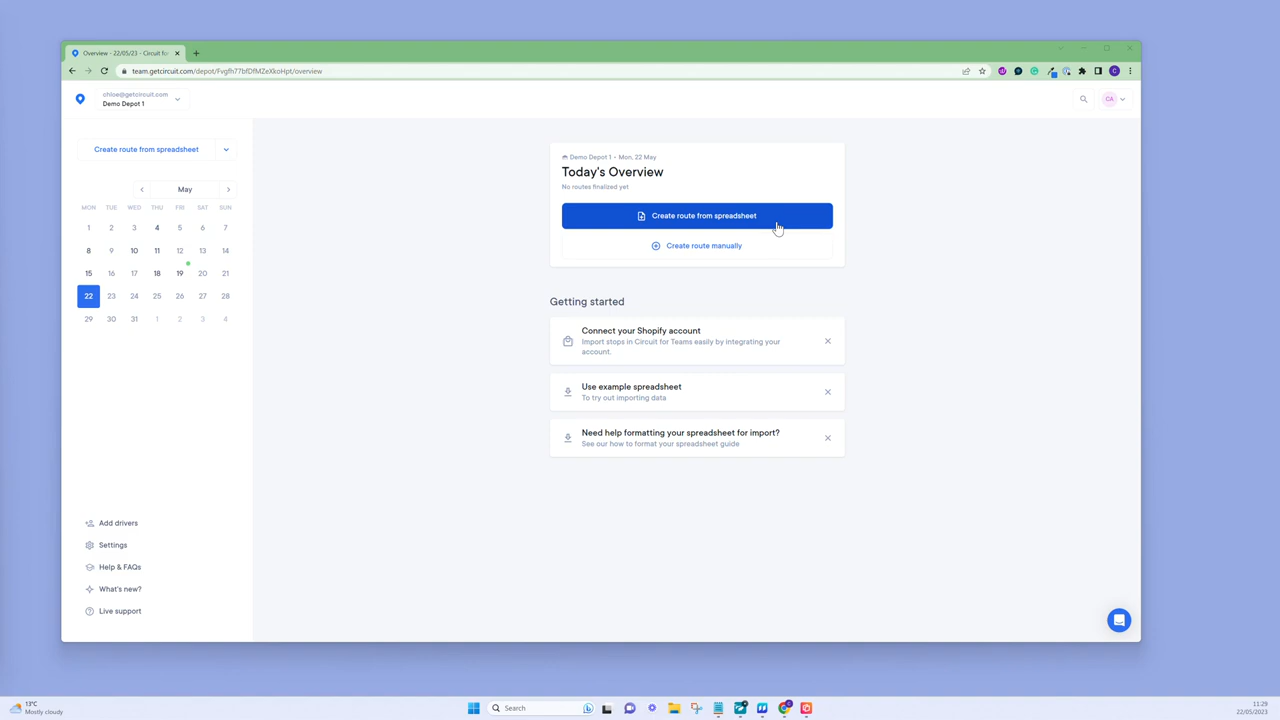 Overview - 22/05/23 - Circuit for
team.getcircuit.com/depot/Fvgfh77bfDfMZeXkoHpt/overview
chloe@getcircuit.com
Demo Depot 1
CA
Create route from spreadsheet
May
MON TUE WED THU FRI SAT SUN
1 2 3 4 5 6 7
8 9 10 11 12 13 14
15 16 17 18 19 20 21
22 23 24 25 26 27 28
29 30 31 1 2 3 4
Add drivers
Settings
Help & FAQs
What's new?
Live support
Demo Depot 1 • Mon, 22 May
Today's Overview
No routes finalized yet
Create route from spreadsheet
Create route manually
Getting started
Connect your Shopify account
Import stops in Circuit for Teams easily by integrating your
account.
Use example spreadsheet
To try out importing data
Need help formatting your spreadsheet for import?
See our how to format your spreadsheet guide
13°C
Mostly cloudy
Search
11:29
22/05/2023